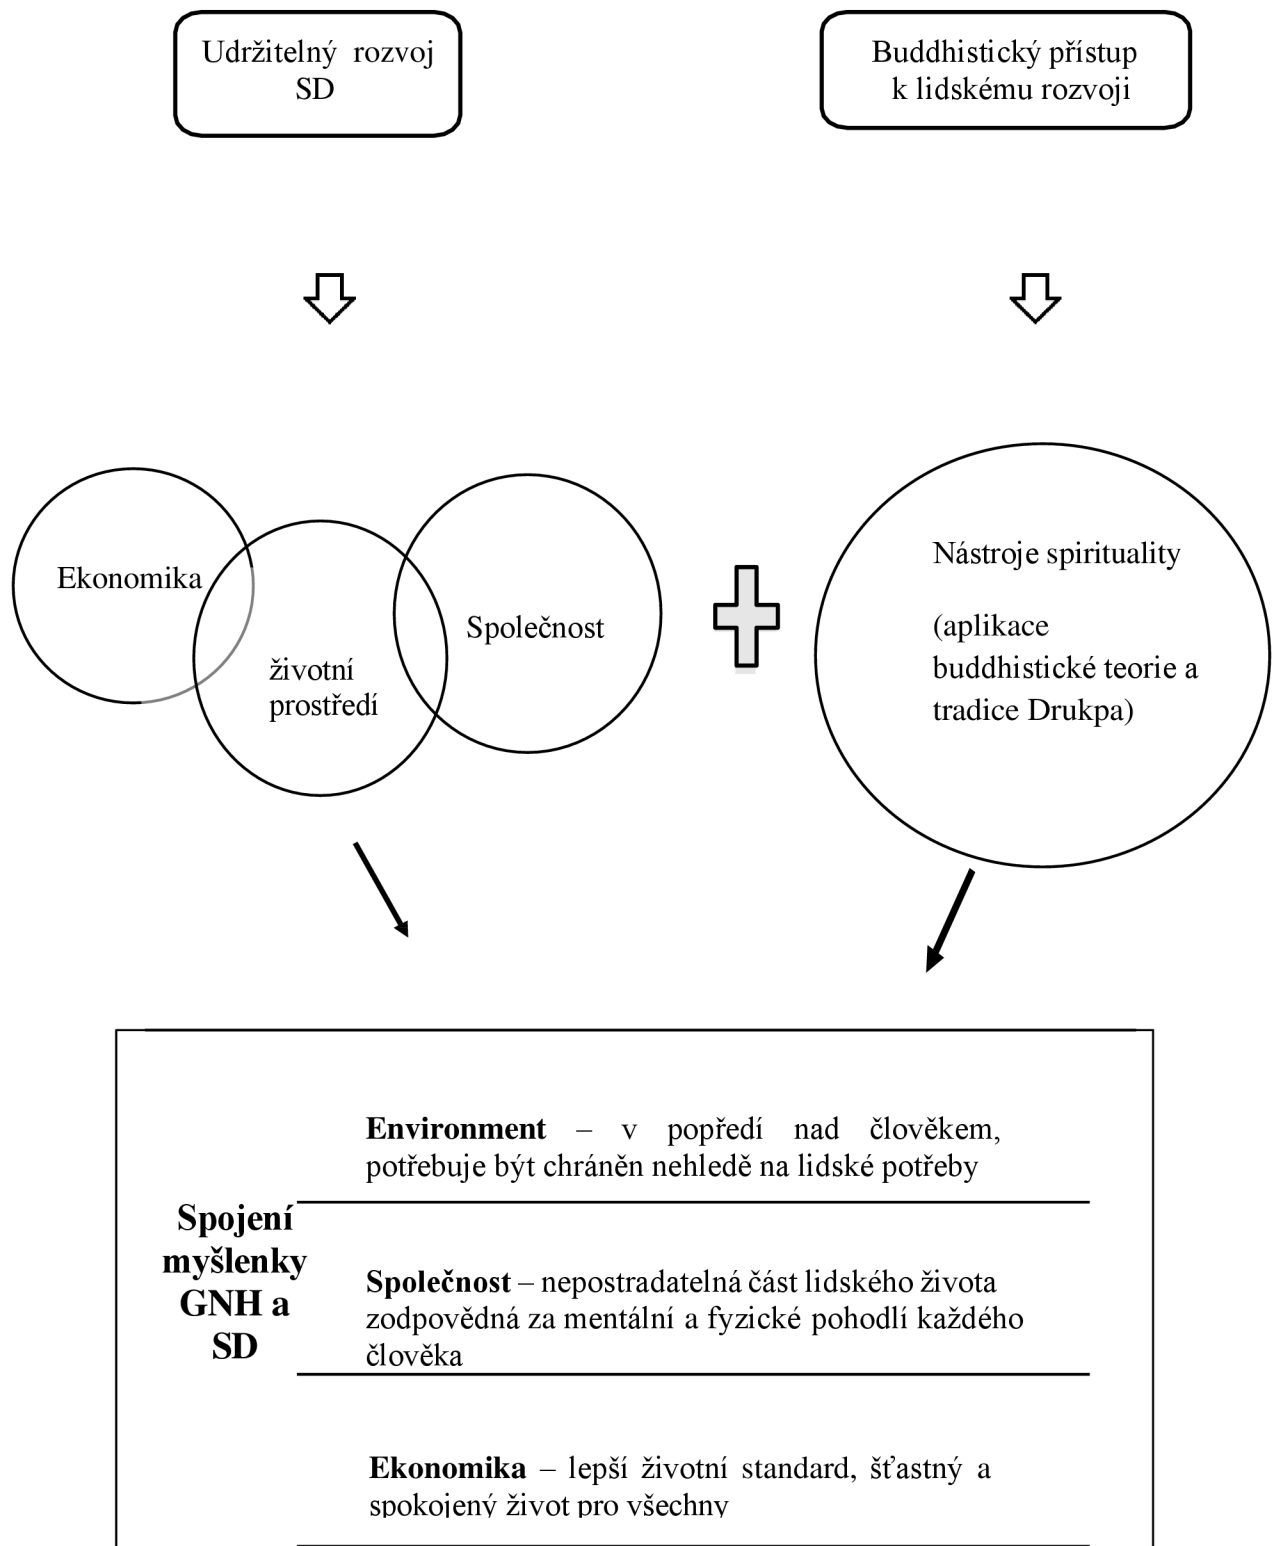 Udržitelný rozvoj
SD
Buddhistický přístup
k lidskému rozvoji
Ekonomika
životní
prostředí
Společnost
Nástroje spirituality
(aplikace
buddhistické teorie a
tradice Drukpa)
Spojení
myšlenky
GNH a
SD
Environment – v popředí nad člověkem,
potřebuje být chráněn nehledě na lidské potřeby
Společnost – nepostradatelná část lidského života
zodpovědná za mentální a fyzické pohodlí každého
člověka
Ekonomika – lepší životní standard, šťastný a
spokojený život pro všechny